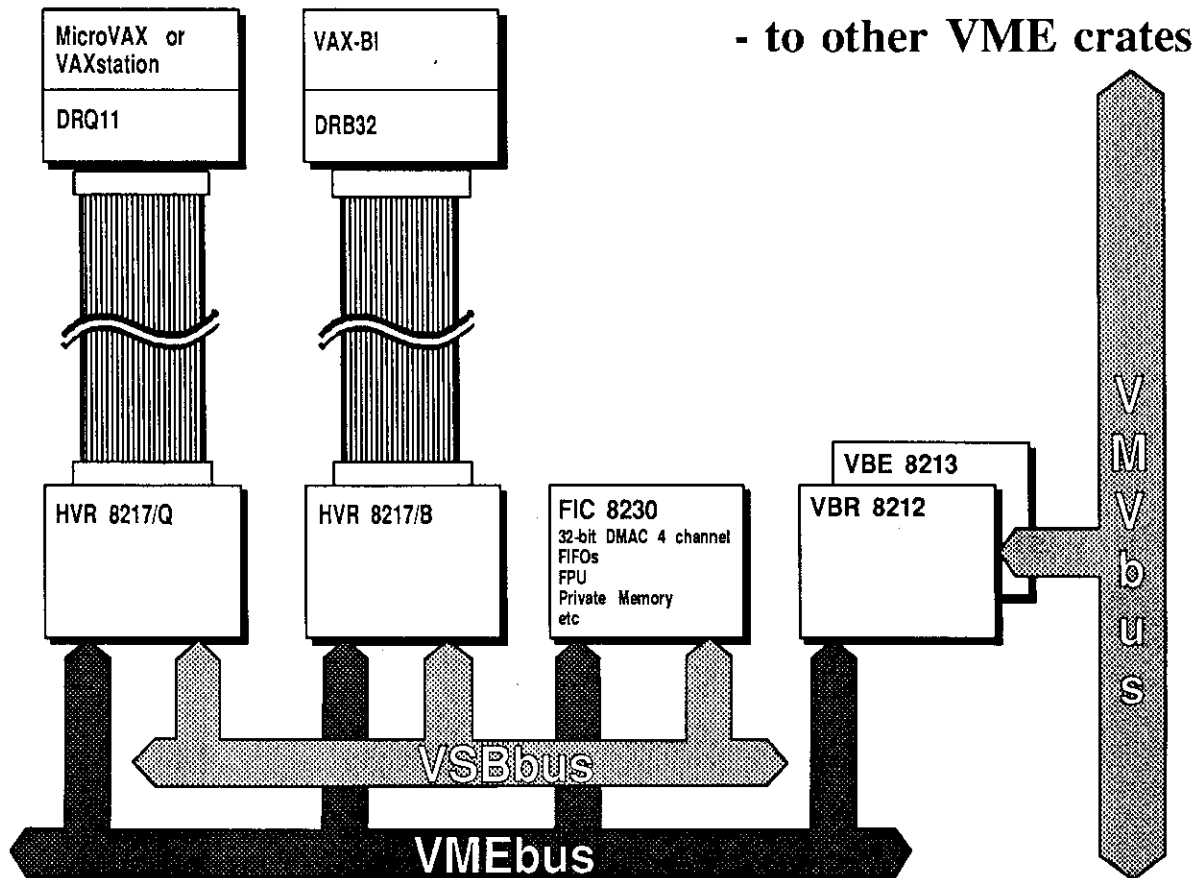 - to other VME crates
MicroVAX or
VAXstation
DRQ11
VAX-BI
DRB32
HVR 8217/Q
HVR 8217/B
FIC 8230
32-bit DMAC 4 channel
FIFOs
FPU
Private Memory
etc
VBE 8213
VBR 8212
VMVbus
VSBbus
VMEbus